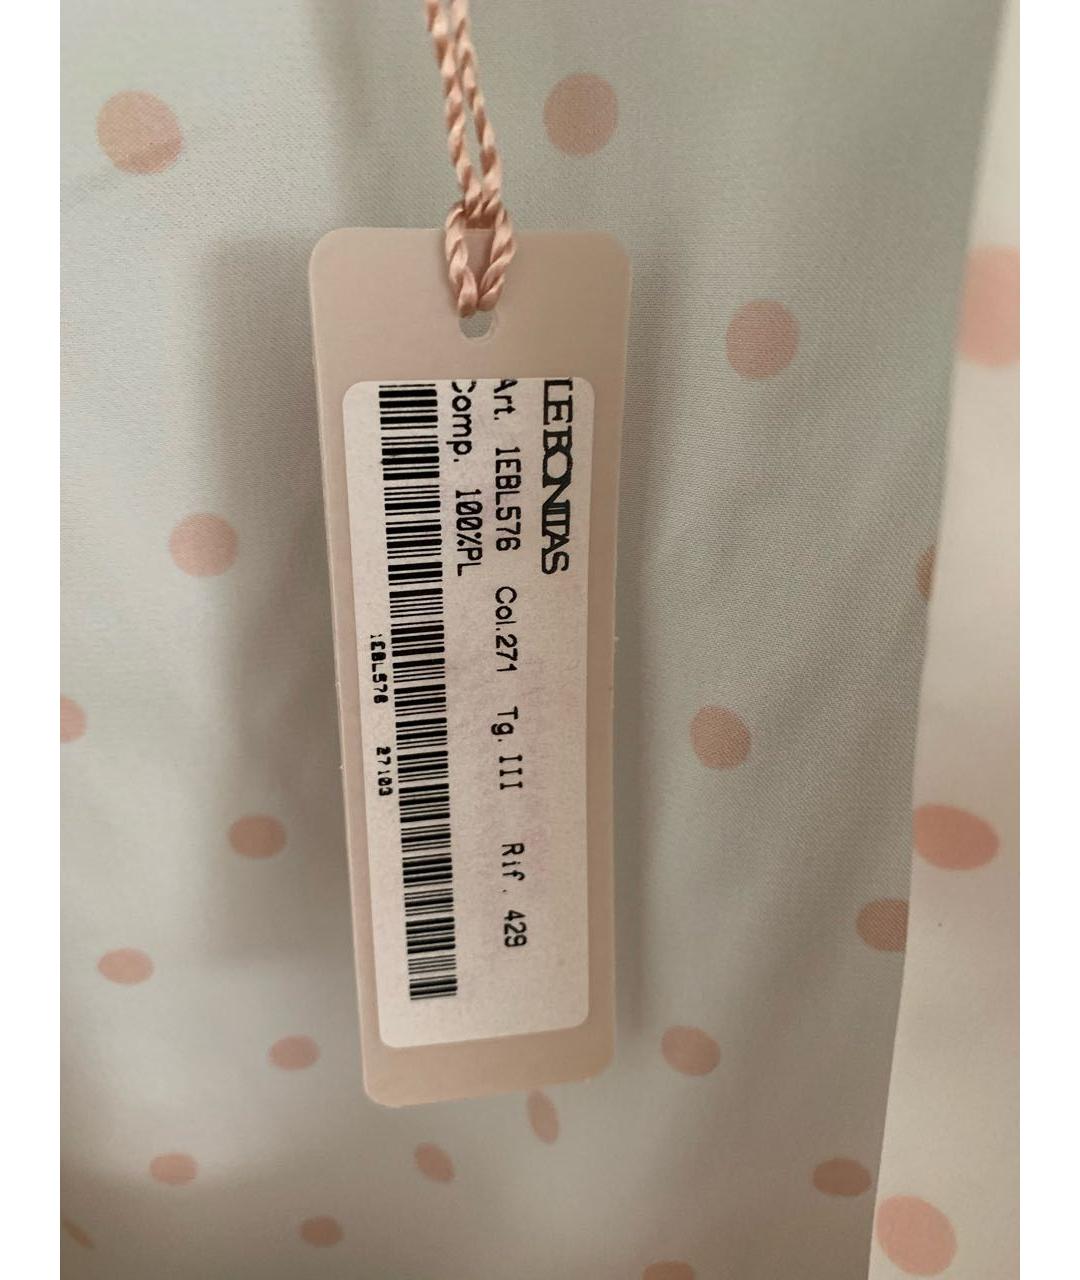 LE BONITAS
Art. 1EBL576 Col.271 Tg. III Rif. 429
Comp. 100%PL
1EBL576 27103